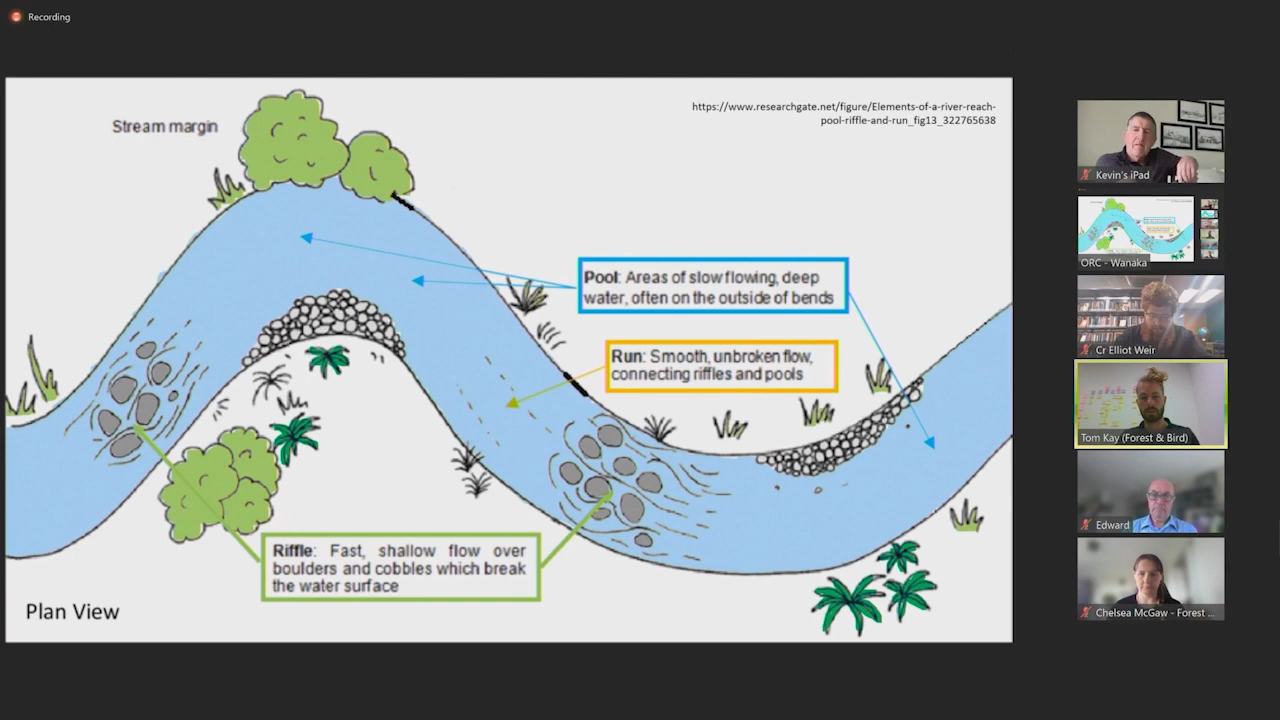 Recording
Stream margin
https://www.researchgate.net/figure/Elements-of-a-river-reach-
pool-riffle-and-run_fig13_322765638
Pool: Areas of slow flowing, deep
water, often on the outside of bends
Run: Smooth, unbroken flow,
connecting riffles and pools
Riffle: Fast, shallow flow over
boulders and cobbles which break
the water surface
Plan View
Kevin's iPad
ORC - Wanaka
Cr Elliot Weir
Tom Kay (Forest & Bird)
Edward
Chelsea McGaw - Forest ...